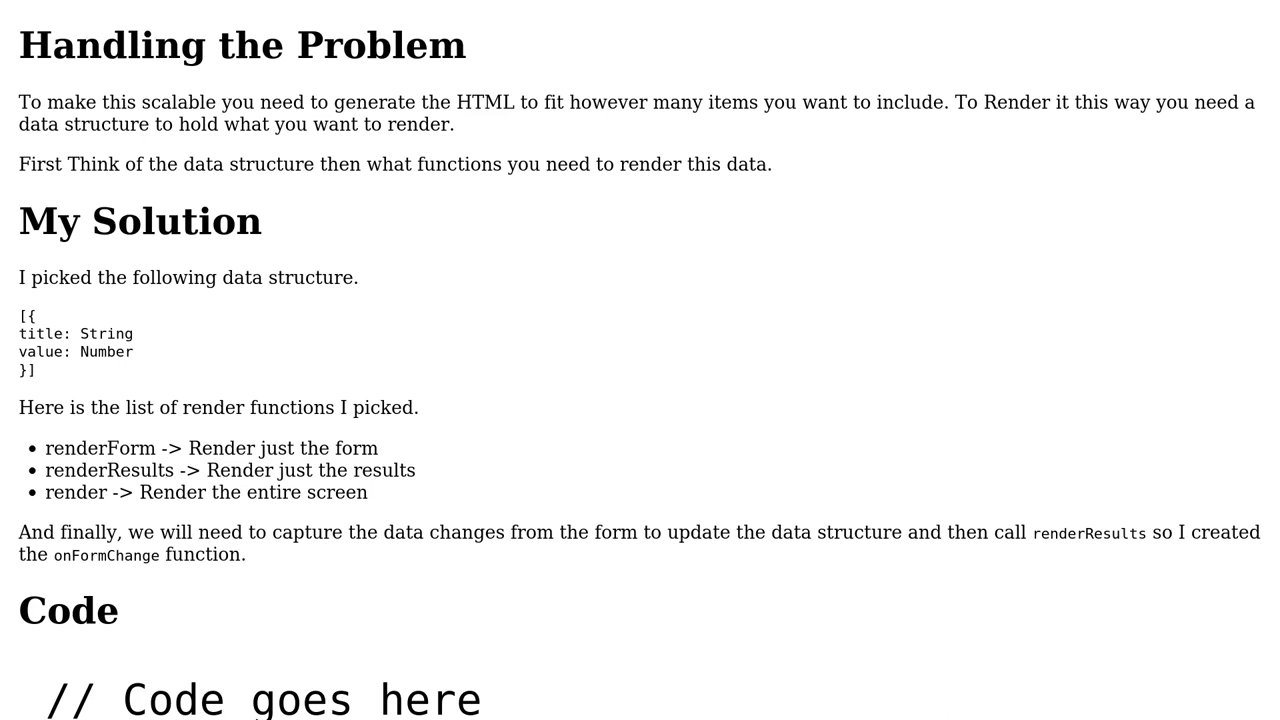 Handling the Problem
To make this scalable you need to generate the HTML to fit however many items you want to include. To Render it this way you need a
data structure to hold what you want to render.
First Think of the data structure then what functions you need to render this data.
My Solution
I picked the following data structure.
[{
title: String
value: Number
}]
Here is the list of render functions I picked.
• renderForm -> Render just the form
• renderResults -> Render just the results
• render -> Render the entire screen
And finally, we will need to capture the data changes from the form to update the data structure and then call renderResults so I created
the onFormChange function.
Code
// Code goes here